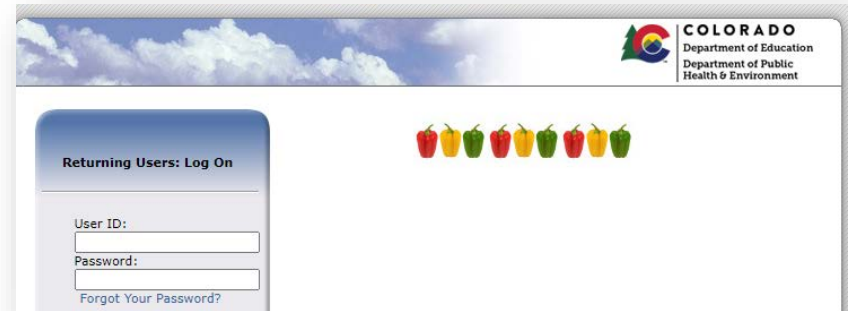 COLORADO
Department of Education
Department of Public
Health & Environment
Returning Users: Log On
User ID:
Password:
Forgot Your Password?